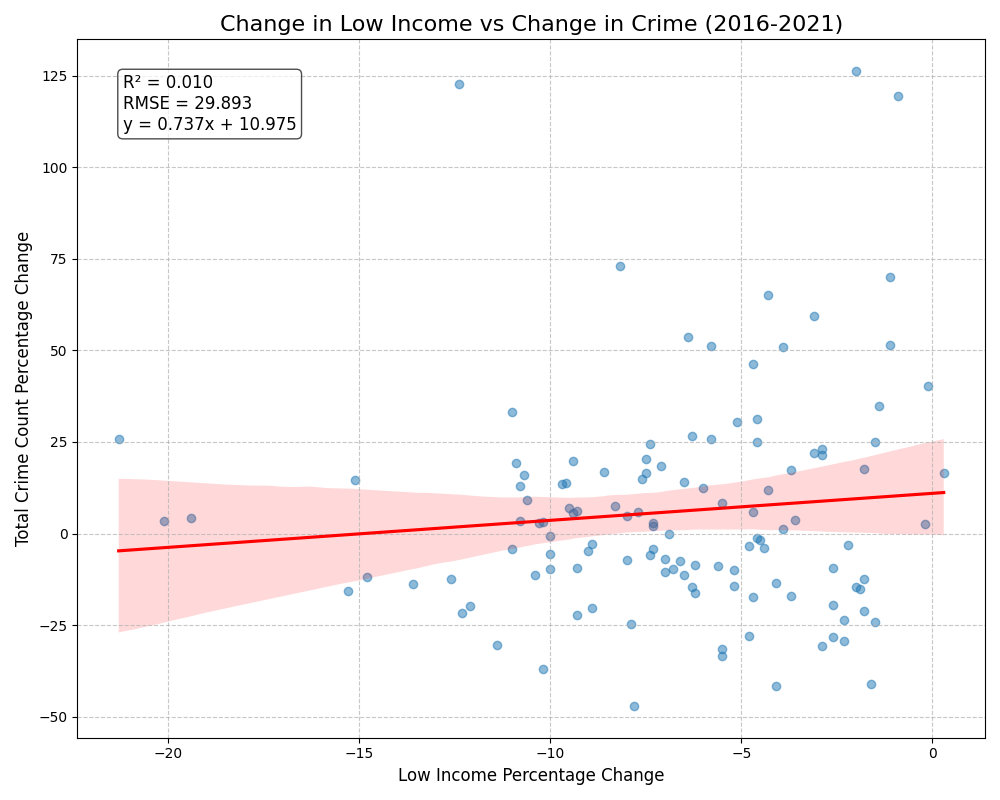 Change in Low Income vs Change in Crime (2016-2021)
R² = 0.010
RMSE = 29.893
y = 0.737x + 10.975
Total Crime Count Percentage Change
125
100
75
50
25
0
−25
−50
−20
−15
−10
−5
0
Low Income Percentage Change